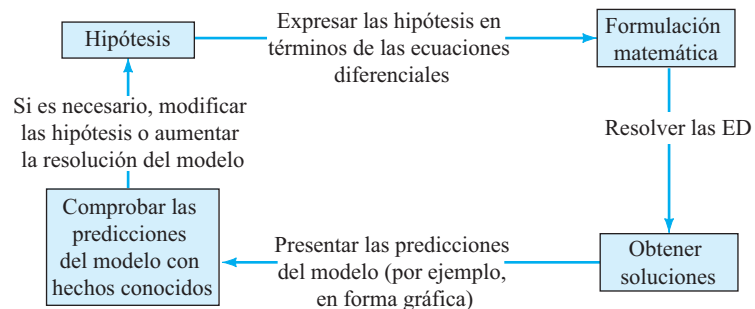 Hipótesis
Expresar las hipótesis en
términos de las ecuaciones
diferenciales
Formulación
matemática
Resolver las ED
Obtener
soluciones
Presentar las predicciones
del modelo (por ejemplo,
en forma gráfica)
Comprobar las
predicciones
del modelo con
hechos conocidos
Si es necesario, modificar
las hipótesis o aumentar
la resolución del modelo